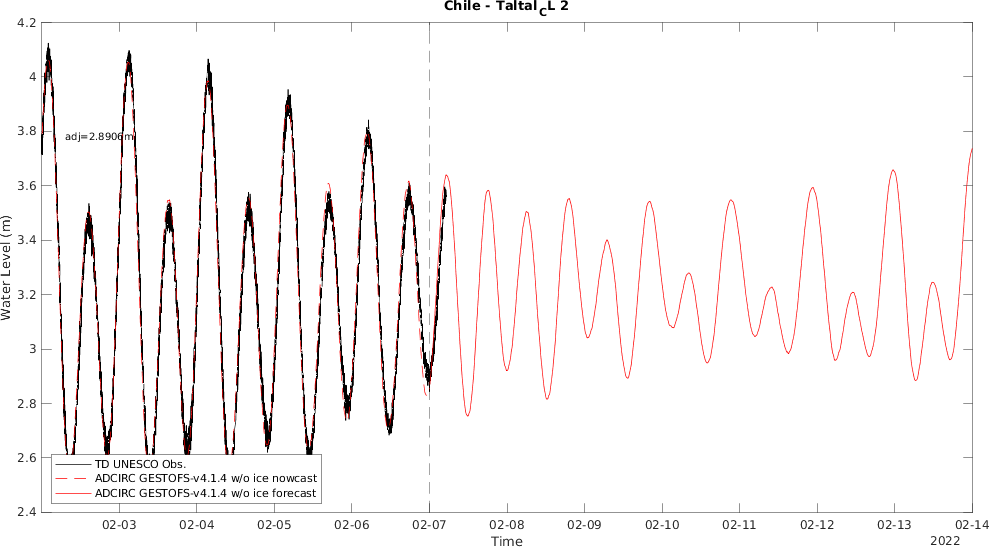 Chile - Taltal_CL 2
4.2
4
3.8
3.6
3.4
3.2
3
2.8
2.6
2.4
Water Level (m)
adj=2.8906m
TD UNESCO Obs.
ADCIRC GESTOFS-v4.1.4 w/o ice nowcast
ADCIRC GESTOFS-v4.1.4 w/o ice forecast
02-03 02-04 02-05 02-06 02-07 02-08 02-09 02-10 02-11 02-12 02-13 02-14
Time
2022